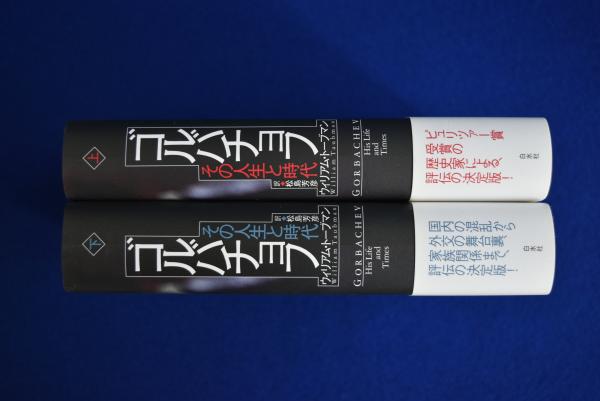 上
ゴルバチョフ
その人生と時代
ウィリアム・トーブマン
William Taubman
訳★松島芳彦
GORBACHEV
His Life
and
Times
ピュリツァー賞
受賞の
歴史家による、
評伝の決定版!
白水社
下
ゴルバチョフ
その人生と時代
ウィリアム・トーブマン
William Taubman
訳★松島芳彦
GORBACHEV
His Life
and
Times
国内の混乱から
外交の舞台裏、
家族関係まで、
評伝の決定版!
白水社